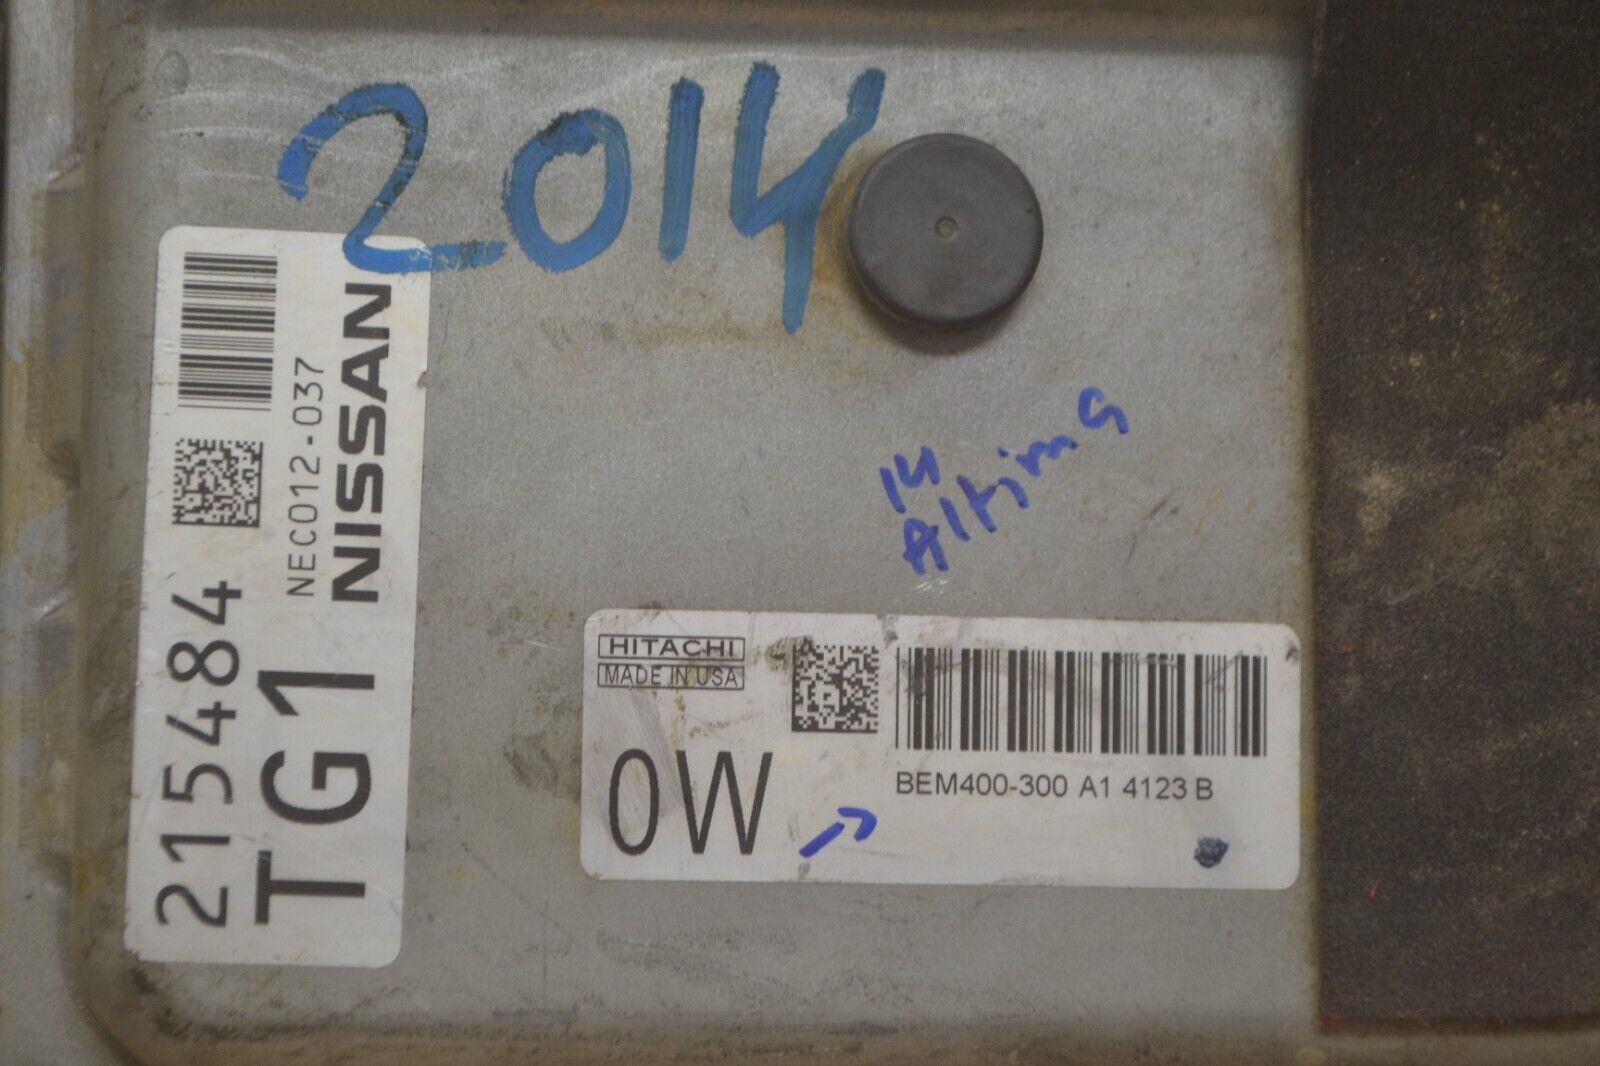 2014
NISSAN
NEC012-037
TG1
215484
14
Altima
HITACHI
MADE IN USA
0W
BEM400-300 A1 4123 B